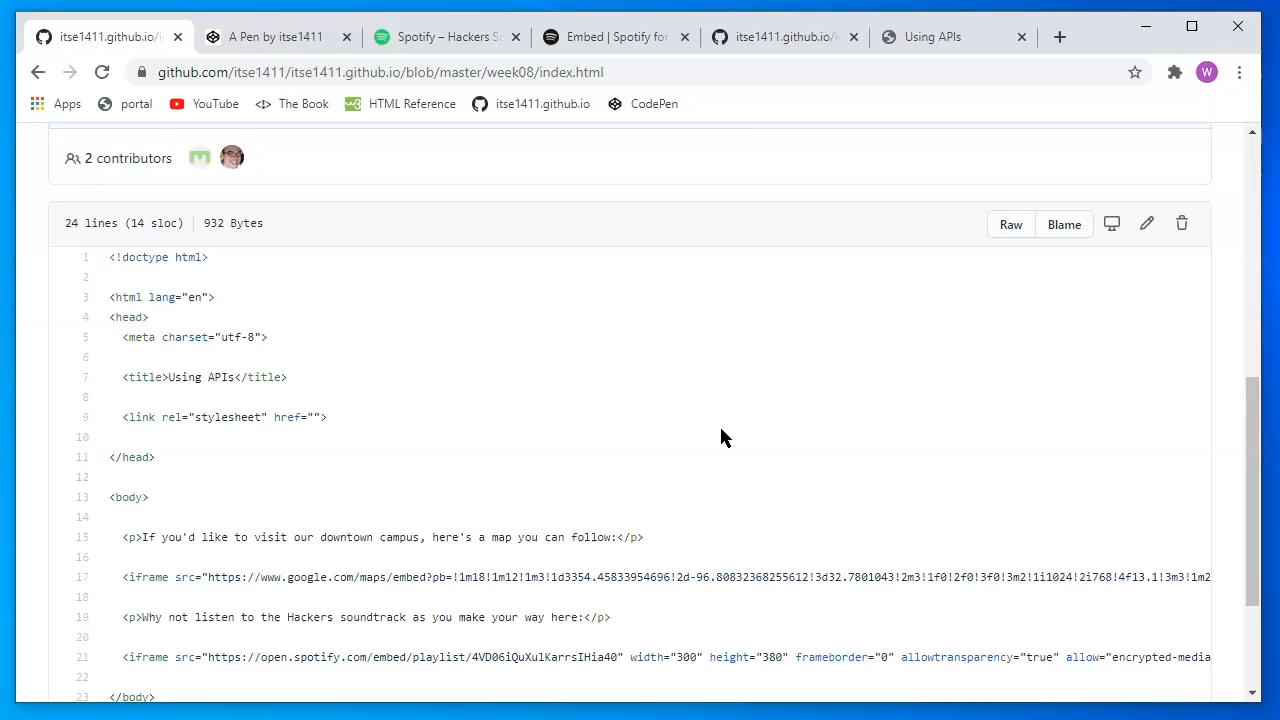 itse1411.github.io/i
A Pen by itse1411
Spotify – Hackers S
Embed | Spotify for
itse1411.github.io/i
Using APIs
github.com/itse1411/itse1411.github.io/blob/master/week08/index.html
W
Apps
portal
YouTube
The Book
HTML Reference
itse1411.github.io
CodePen
2 contributors
24 lines (14 sloc)
932 Bytes
Raw
Blame
1 <!doctype html>
2
3 <html lang="en">
4 <head>
5 <meta charset="utf-8">
6
7 <title>Using APIs</title>
8
9 <link rel="stylesheet" href="">
10
11 </head>
12
13 <body>
14
15 <p>If you'd like to visit our downtown campus, here's a map you can follow:</p>
16
17 <iframe src="https://www.google.com/maps/embed?pb=!1m18!1m12!1m3!1d3354.45833954696!2d-96.80832368255612!3d32.7801043!2m3!1f0!2f0!3f0!3m2!1i1024!2i768!4f13.1!3m3!1m2
18
19 <p>Why not listen to the Hackers soundtrack as you make your way here:</p>
20
21 <iframe src="https://open.spotify.com/embed/playlist/4VD06iQuXulKarrsIHia40" width="300" height="380" frameborder="0" allowtransparency="true" allow="encrypted-media
22
23 </body>